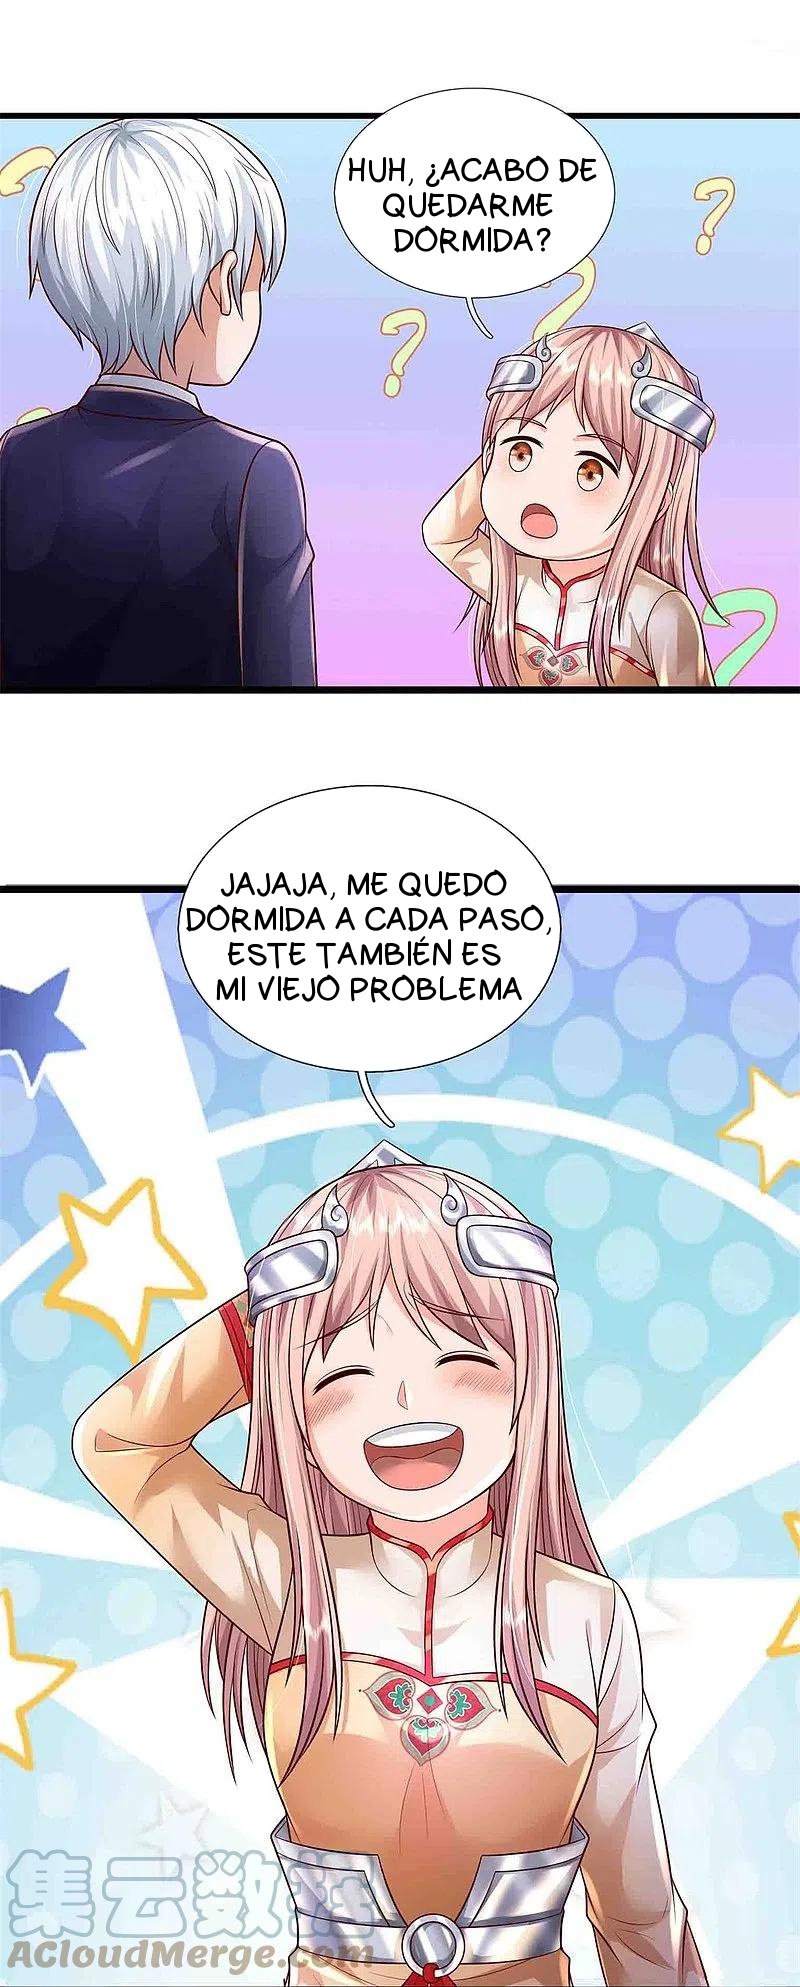 HUH, ¿ACABO DE
QUEDARME
DORMIDA?
JAJAJA, ME QUEDO
DORMIDA A CADA PASO,
ESTE TAMBIÉN ES
MI VIEJO PROBLEMA
集云数据
ACloudMerge.com